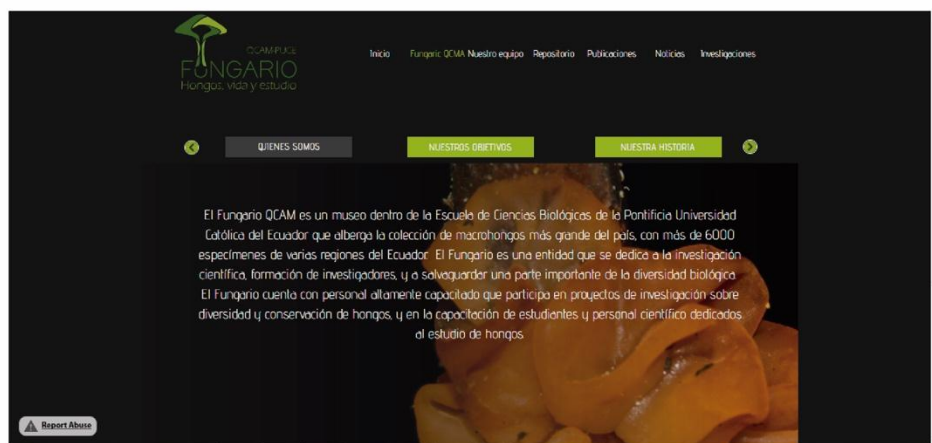 QCAM-PUCE
FUNGARIO
Hongos, vida y estudio
Inicio Fungario QCMA Nuestro equipo Repositorio Publicaciones Noticias Investigaciones
QUIENES SOMOS NUESTROS OBJETIVOS NUESTRA HISTORIA
El Fungario QCAM es un museo dentro de la Escuela de Ciencias Biológicas de la Pontificia Universidad
Católica del Ecuador que alberga la colección de macrohongos más grande del país, con más de 6000
especímenes de varias regiones del Ecuador. El Fungario es una entidad que se dedica a la investigación
científica, formación de investigadores, y a salvaguardar una parte importante de la diversidad biológica.
El Fungario cuenta con personal altamente capacitado que participa en proyectos de investigación sobre
diversidad y conservación de hongos, y en la capacitación de estudiantes y personal científico dedicados
al estudio de hongos.
Report Abuse